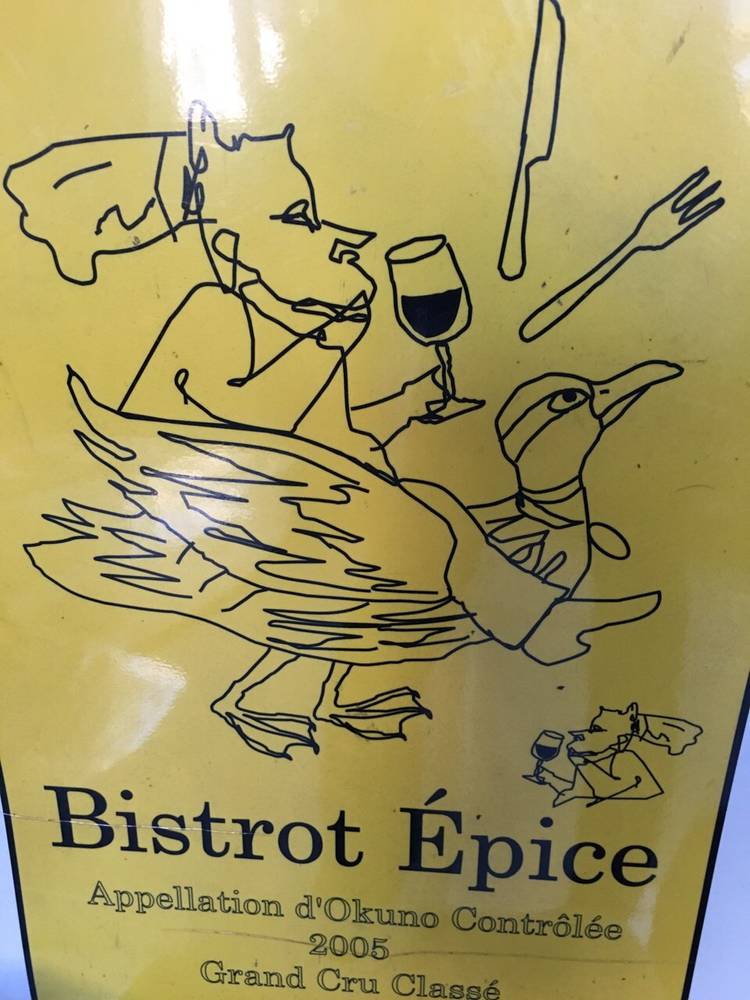 Bistrot Épice
Appellation d'Okuno Contrôlée
2005
Grand Cru Classé